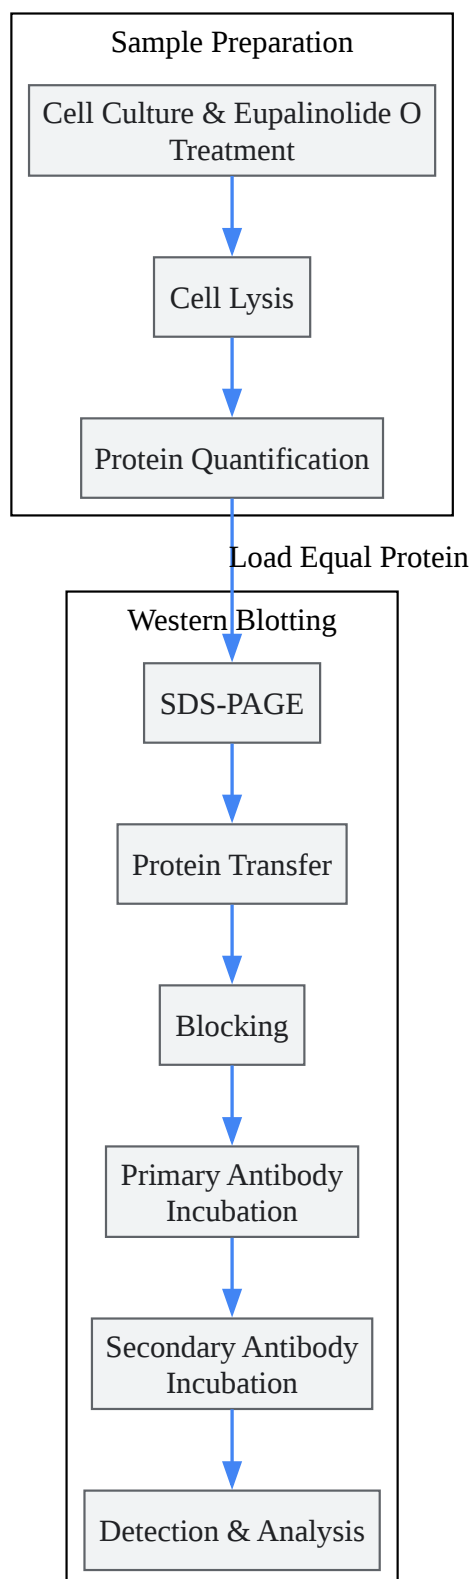 Sample Preparation
Cell Culture & Eupalinolide O
Treatment
Cell Lysis
Protein Quantification
Load Equal Protein
Western Blotting
SDS-PAGE
Protein Transfer
Blocking
Primary Antibody
Incubation
Secondary Antibody
Incubation
Detection & Analysis